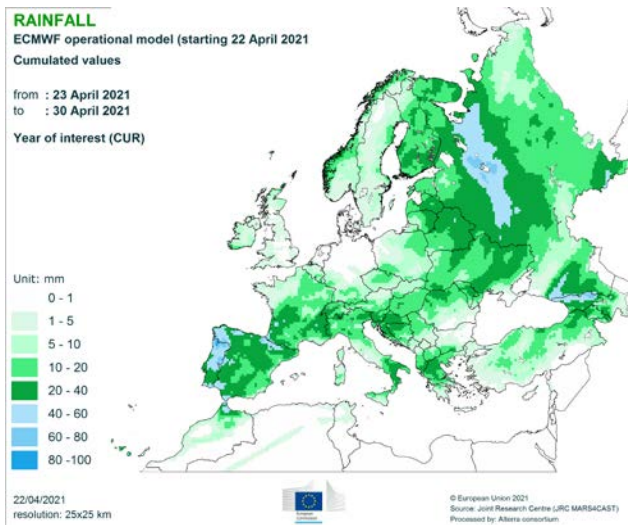 RAINFALL
ECMWF operational model (starting 22 April 2021
Cumulated values
from : 23 April 2021
to : 30 April 2021
Year of interest (CUR)
Unit: mm
0 - 1
1 - 5
5 - 10
10 - 20
20 - 40
40 - 60
60 - 80
80 -100
22/04/2021
resolution: 25x25 km
European
Commission
© European Union 2021
Source: Joint Research Centre (JRC MARS4CAST)
Processed by: Alterra consortium